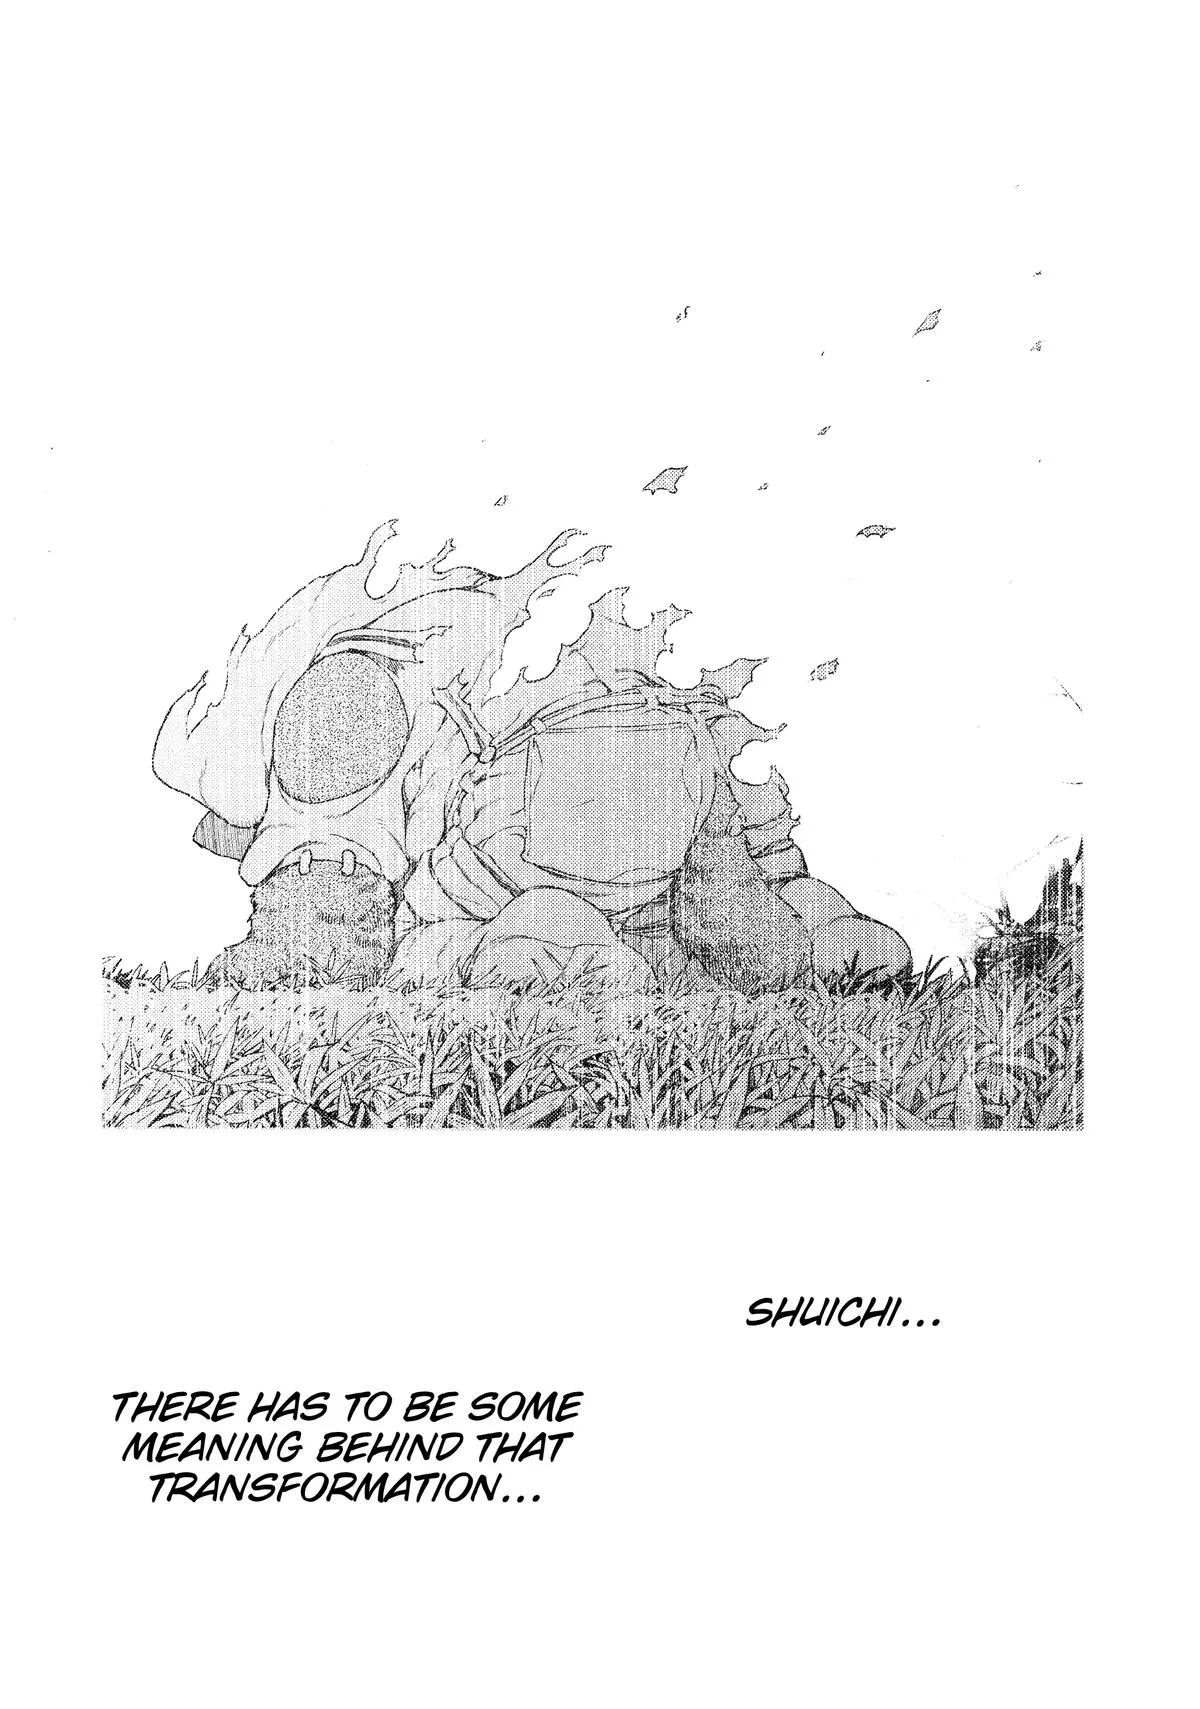 SHUICHI...
THERE HAS TO BE SOME
MEANING BEHIND THAT
TRANSFORMATION...